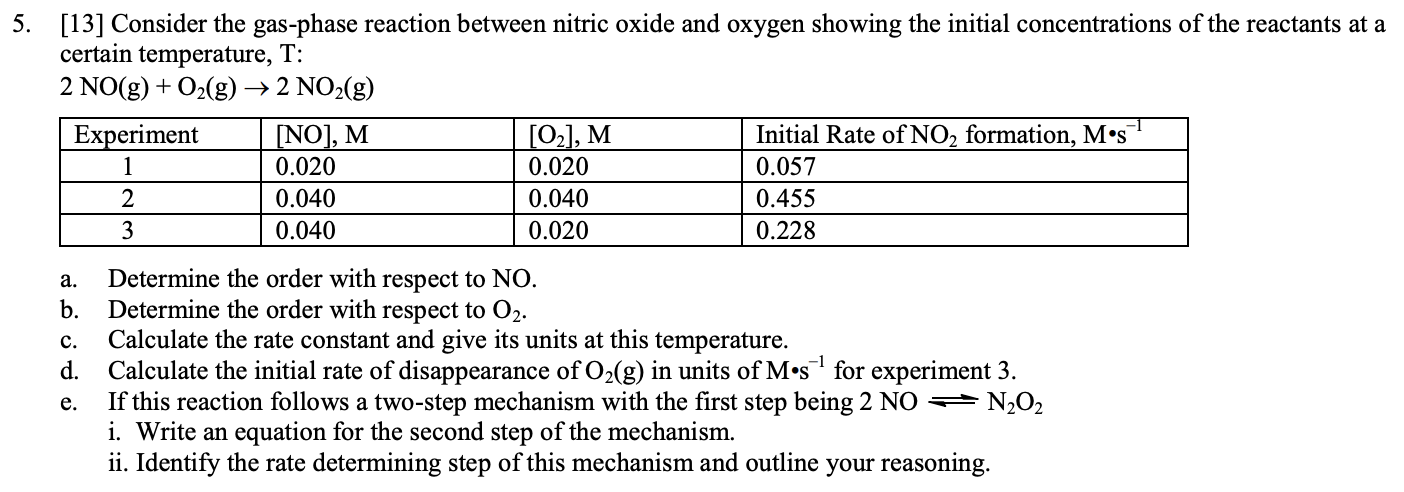 5. [13] Consider the gas-phase reaction between nitric oxide and oxygen showing the initial concentrations of the reactants at a
certain temperature, T:
2 NO(g) + O₂(g) → 2 NO₂(g)
Experiment [NO], M [O₂], M Initial Rate of NO₂ formation, M•s⁻¹
1 0.020 0.020 0.057
2 0.040 0.040 0.455
3 0.040 0.020 0.228
a. Determine the order with respect to NO.
b. Determine the order with respect to O₂.
c. Calculate the rate constant and give its units at this temperature.
d. Calculate the initial rate of disappearance of O₂(g) in units of M•s⁻¹ for experiment 3.
e. If this reaction follows a two-step mechanism with the first step being 2 NO ⇌ N₂O₂
i. Write an equation for the second step of the mechanism.
ii. Identify the rate determining step of this mechanism and outline your reasoning.